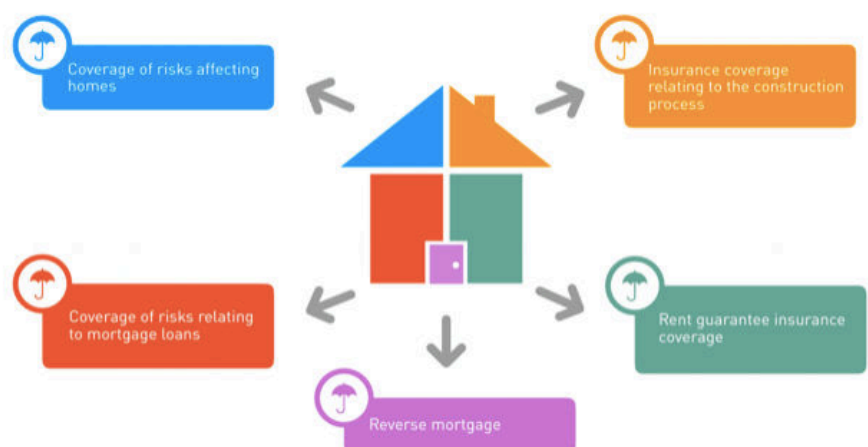 Coverage of risks affecting
homes
Insurance coverage
relating to the construction
process
Coverage of risks relating
to mortgage loans
Rent guarantee insurance
coverage
Reverse mortgage